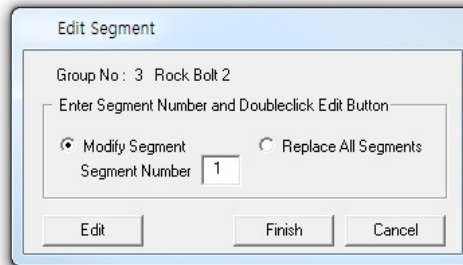 Edit Segment
Group No : 3 Rock Bolt 2
Enter Segment Number and Doubleclick Edit Button
Modify Segment Replace All Segments
Segment Number 1
Edit Finish Cancel